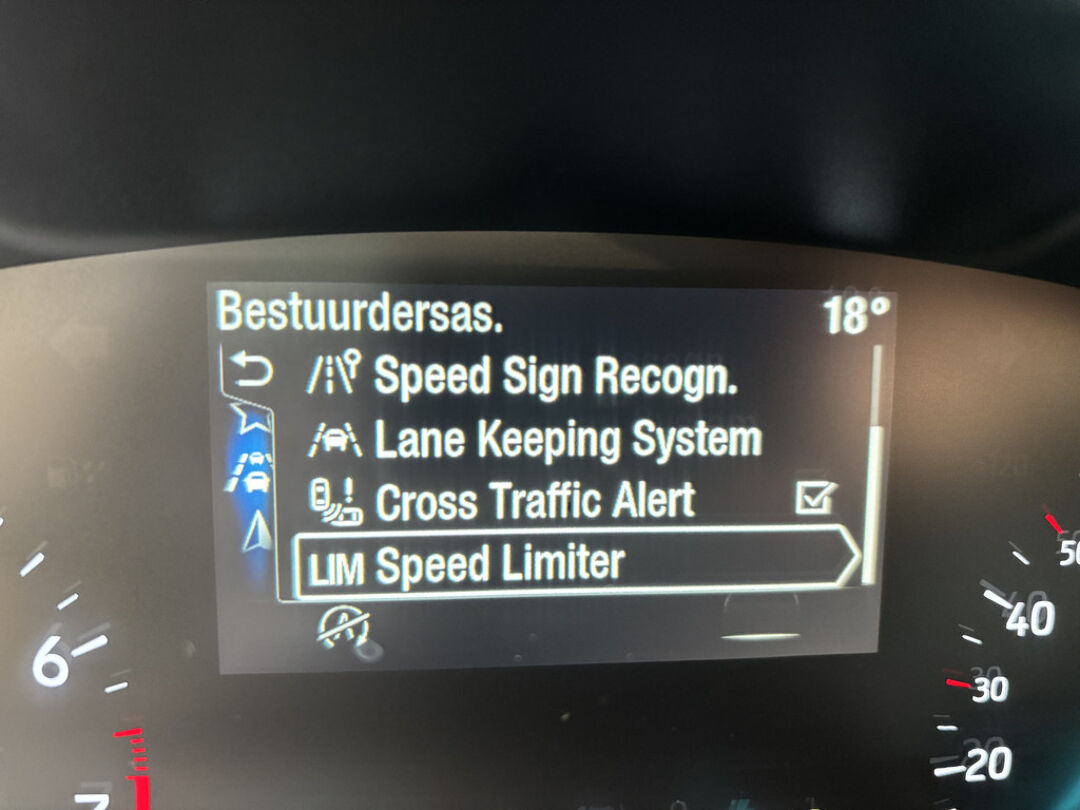 Bestuurdersas. 18°
Speed Sign Recogn.
Lane Keeping System
Cross Traffic Alert
LIM Speed Limiter
6
7
50
40
30
20